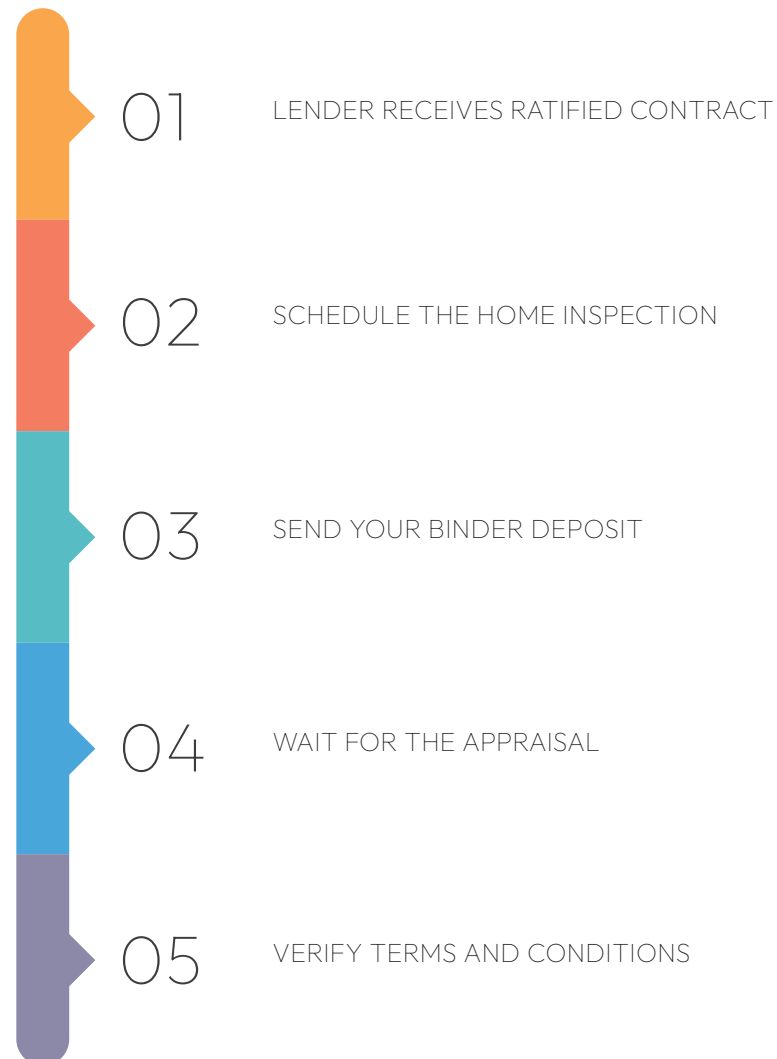 01 LENDER RECEIVES RATIFIED CONTRACT
02 SCHEDULE THE HOME INSPECTION
03 SEND YOUR BINDER DEPOSIT
04 WAIT FOR THE APPRAISAL
05 VERIFY TERMS AND CONDITIONS